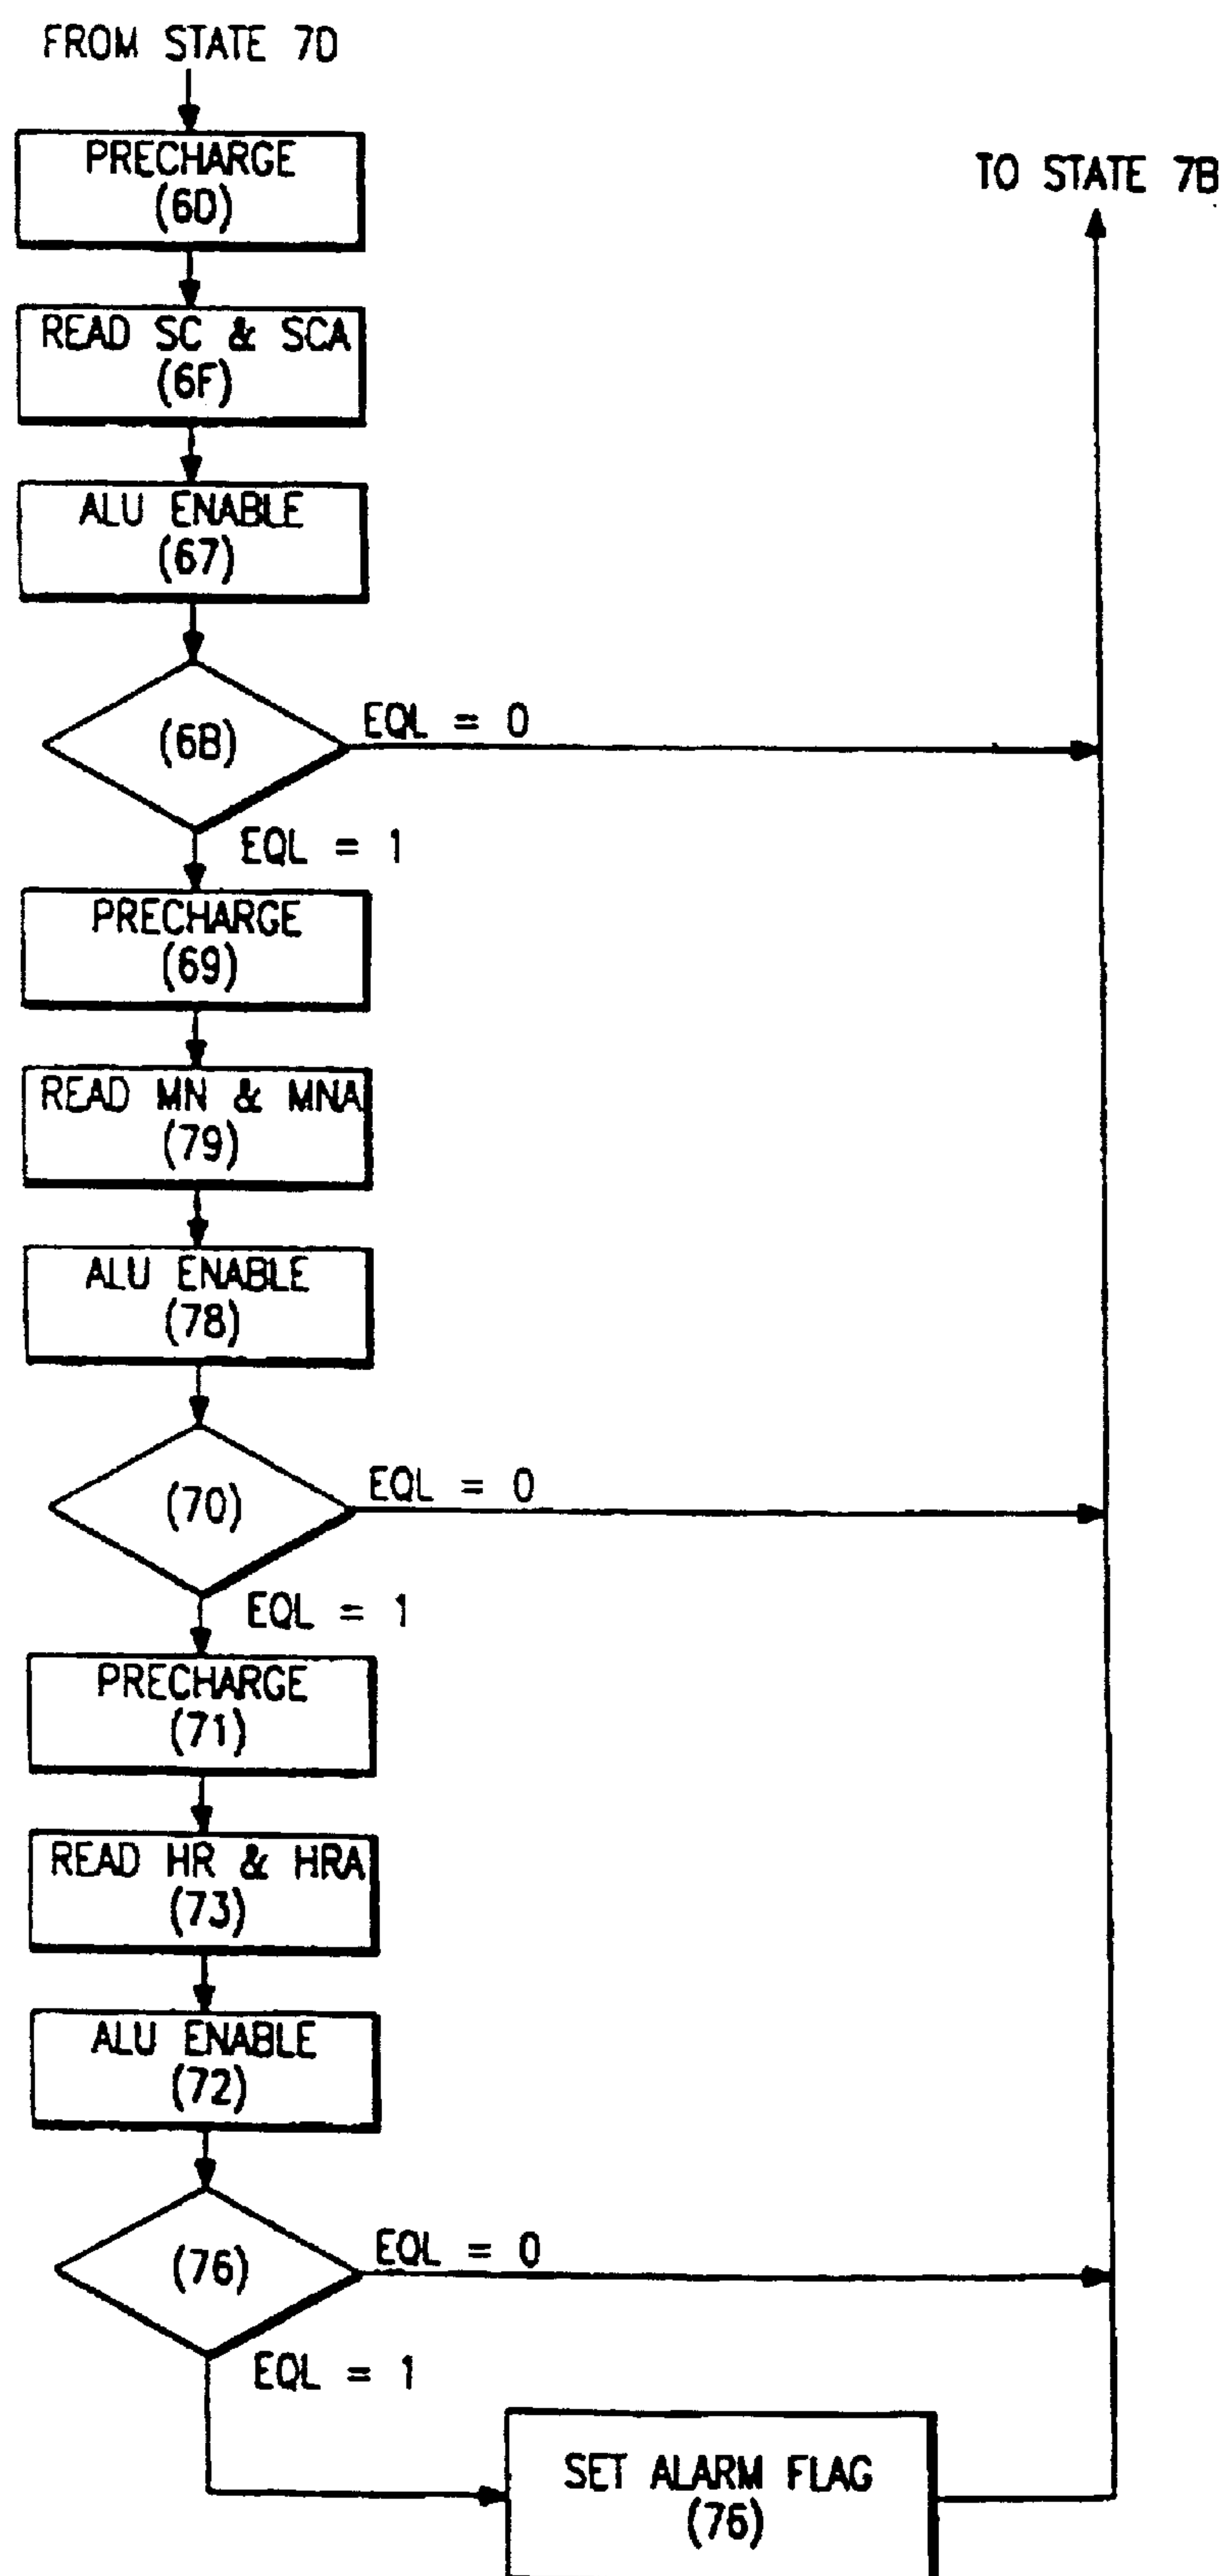 FROM STATE 7D
PRECHARGE
(6D)
TO STATE 7B
READ SC & SCA
(6F)
ALU ENABLE
(67)
(6B)
EQL = 0
EQL = 1
PRECHARGE
(69)
READ MN & MNA
(79)
ALU ENABLE
(78)
(70)
EQL = 0
EQL = 1
PRECHARGE
(71)
READ HR & HRA
(73)
ALU ENABLE
(72)
(76)
EQL = 0
EQL = 1
SET ALARM FLAG
(76)